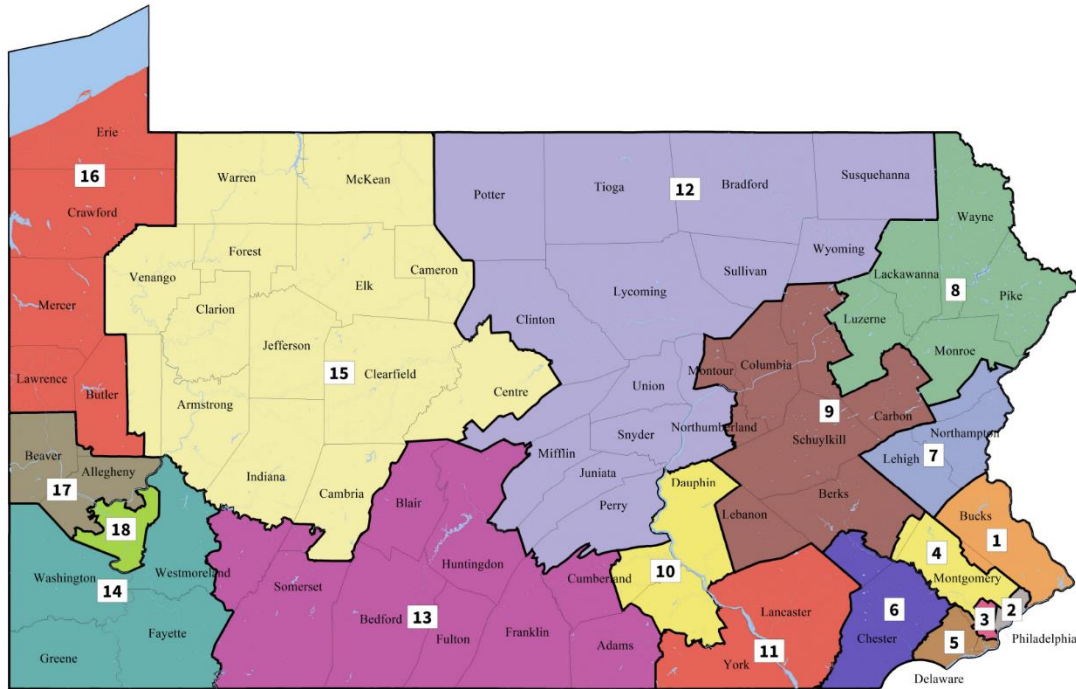 Erie
16
Warren
McKean
Potter
Tioga
12
Bradford
Susquehanna
Crawford
Wayne
Wyoming
Forest
Venango
Cameron
Sullivan
Lackawanna
Elk
Lycoming
8
Pike
Mercer
Clarion
Luzerne
Clinton
Jefferson
Monroe
Lawrence
15
Clearfield
Montour
Columbia
Butler
Centre
Union
Armstrong
9
Carbon
Northumberland
Northampton
Snyder
Schuylkill
Beaver
Mifflin
7
Lehigh
Allegheny
Juniata
Indiana
Dauphin
17
Cambria
Blair
Perry
Lebanon
Berks
Bucks
18
1
4
Huntingdon
Cumberland
10
Washington
Westmoreland
Montgomery
14
Somerset
Lancaster
6
2
Bedford
13
3
Fayette
Fulton
Franklin
Adams
Chester
Philadelphia
5
11
Greene
York
Delaware